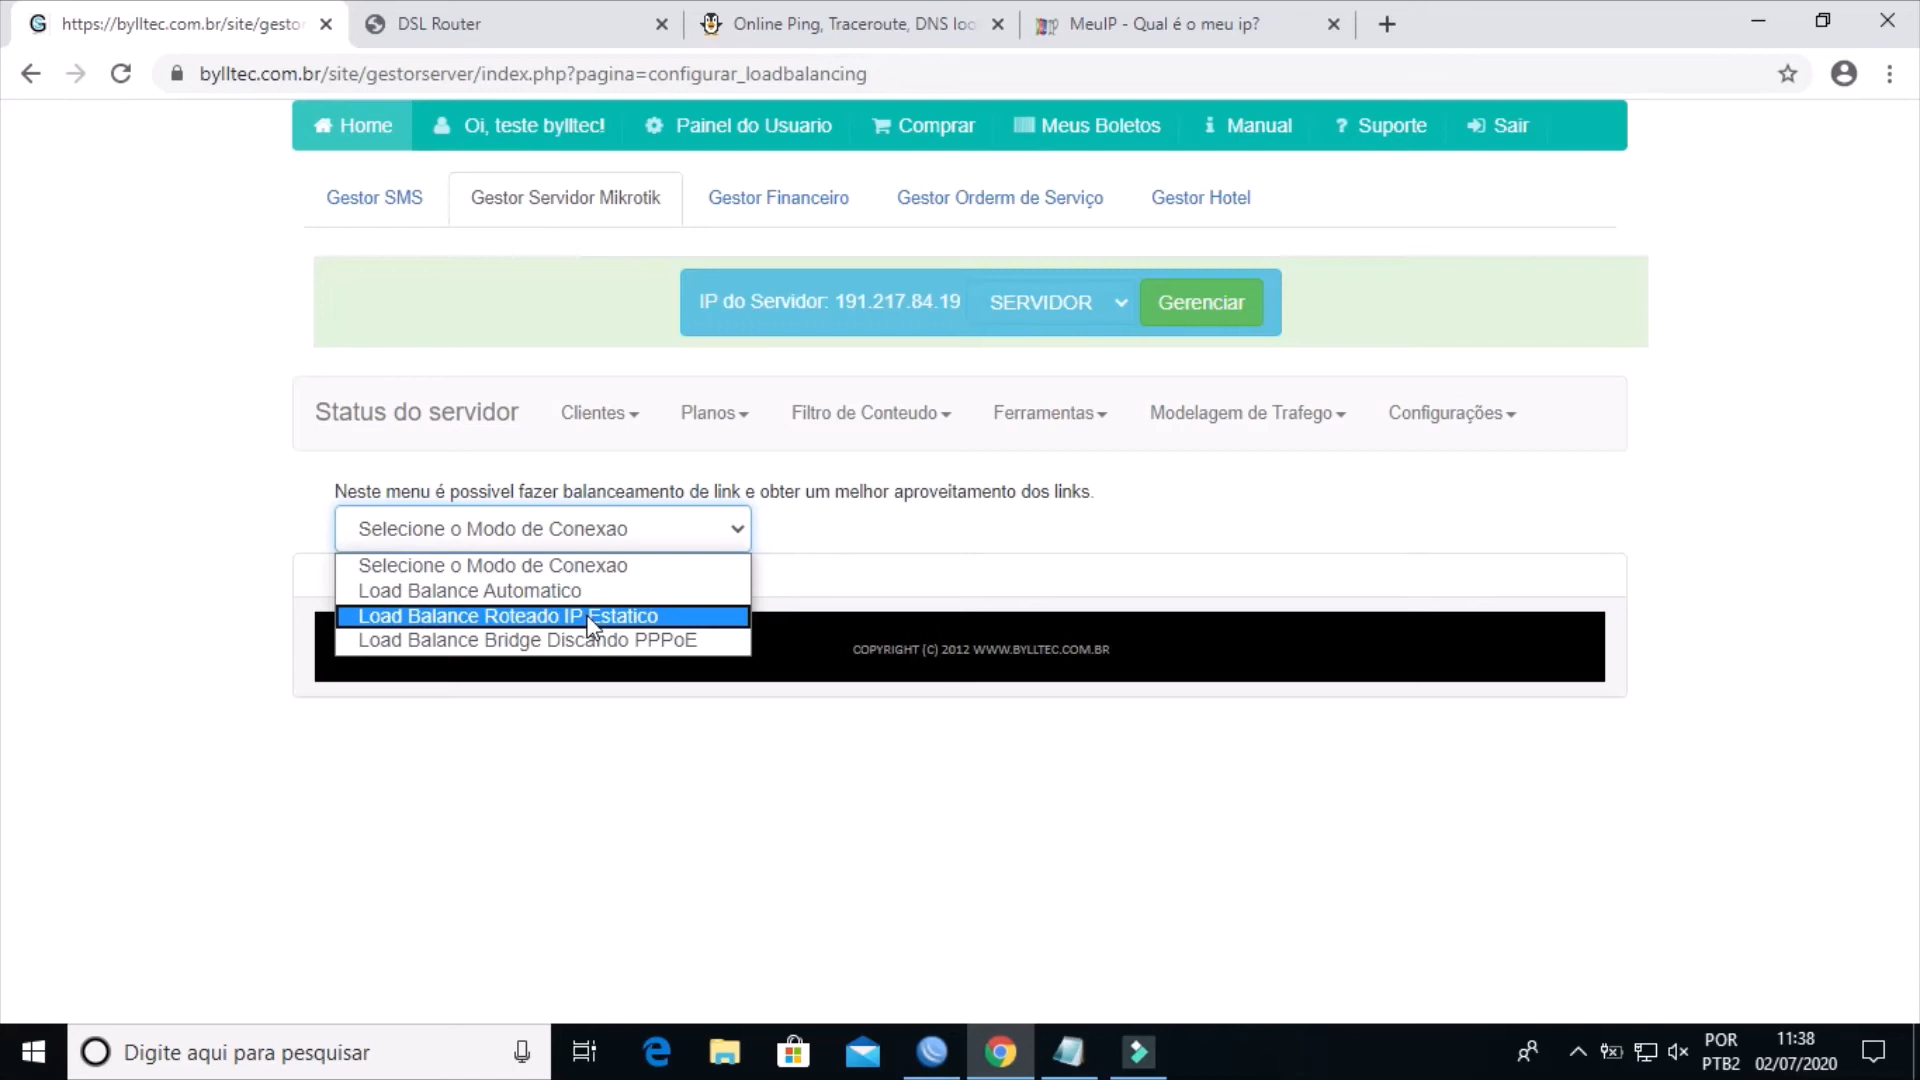 https://bylltec.com.br/site/gesto
DSL Router
Online Ping, Traceroute, DNS loo
MeuIP - Qual é o meu ip?
bylltec.com.br/site/gestorserver/index.php?pagina=configurar_loadbalancing
Home
Oi, teste bylltec!
Painel do Usuario
Comprar
Meus Boletos
Manual
Suporte
Sair
Gestor SMS
Gestor Servidor Mikrotik
Gestor Financeiro
Gestor Orderm de Serviço
Gestor Hotel
IP do Servidor: 191.217.84.19
SERVIDOR
Gerenciar
Status do servidor
Clientes
Planos
Filtro de Conteudo
Ferramentas
Modelagem de Trafego
Configurações
Neste menu é possivel fazer balanceamento de link e obter um melhor aproveitamento dos links.
Selecione o Modo de Conexao
Selecione o Modo de Conexao
Load Balance Automatico
Load Balance Roteado IP Estatico
Load Balance Bridge Discando PPPoE
COPYRIGHT (C) 2012 WWW.BYLLTEC.COM.BR
Digite aqui para pesquisar
POR
PTB2
11:38
02/07/2020